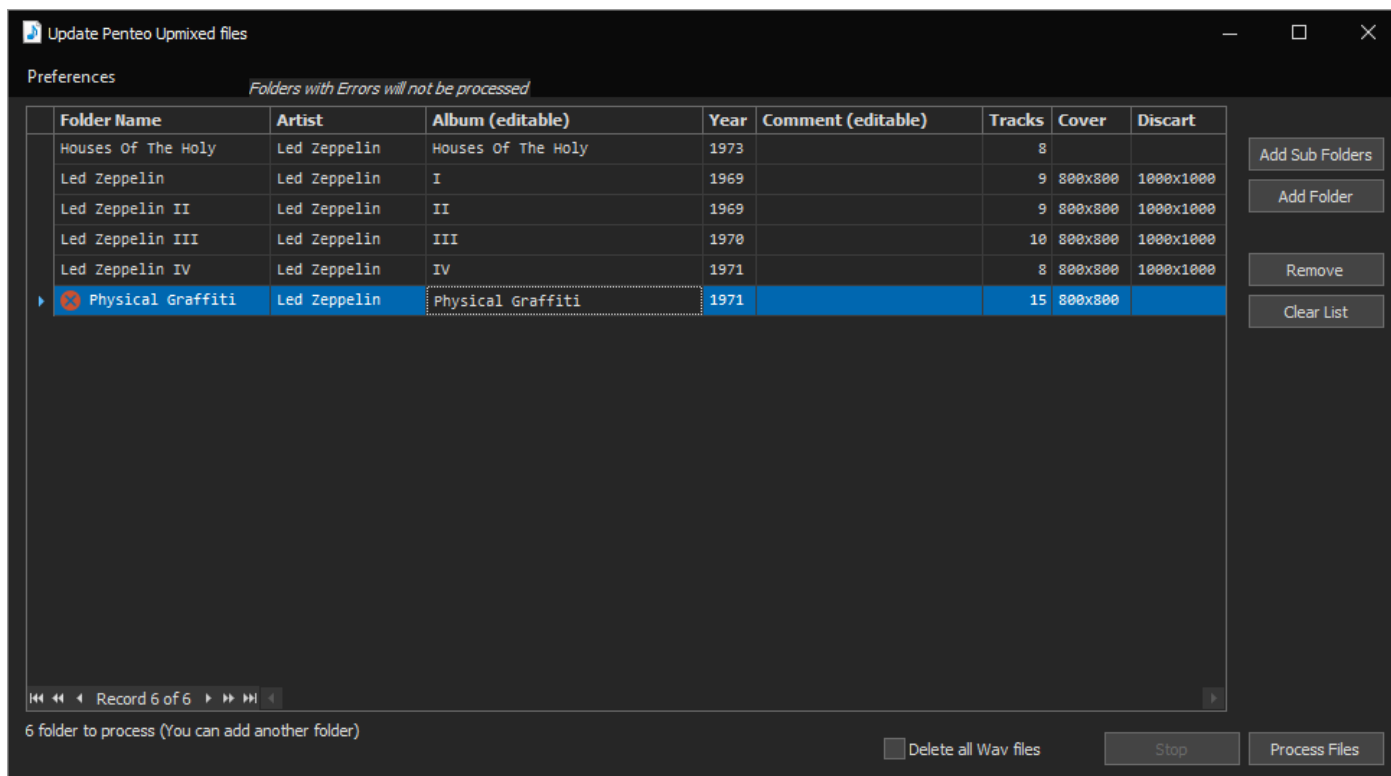 Update Penteo Upmixed files
Preferences
Folders with Errors will not be processed
Folder Name Artist Album (editable) Year Comment (editable) Tracks Cover Discart
Houses Of The Holy Led Zeppelin Houses Of The Holy 1973 8
Led Zeppelin Led Zeppelin I 1969 9 800x800 1000x1000
Led Zeppelin II Led Zeppelin II 1969 9 800x800 1000x1000
Led Zeppelin III Led Zeppelin III 1970 10 800x800 1000x1000
Led Zeppelin IV Led Zeppelin IV 1971 8 800x800 1000x1000
Physical Graffiti Led Zeppelin Physical Graffiti 1971 15 800x800
Add Sub Folders
Add Folder
Remove
Clear List
Record 6 of 6
6 folder to process (You can add another folder)
Delete all Wav files
Stop
Process Files